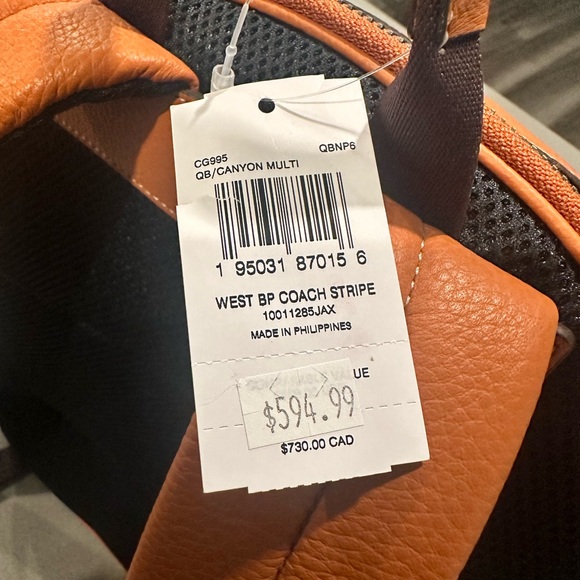 CG995 QBNP6
QB/CANYON MULTI
1 95031 87015 6
WEST BP COACH STRIPE
10011285JAX
MADE IN PHILIPPINES
UE
$594.99
$730.00 CAD